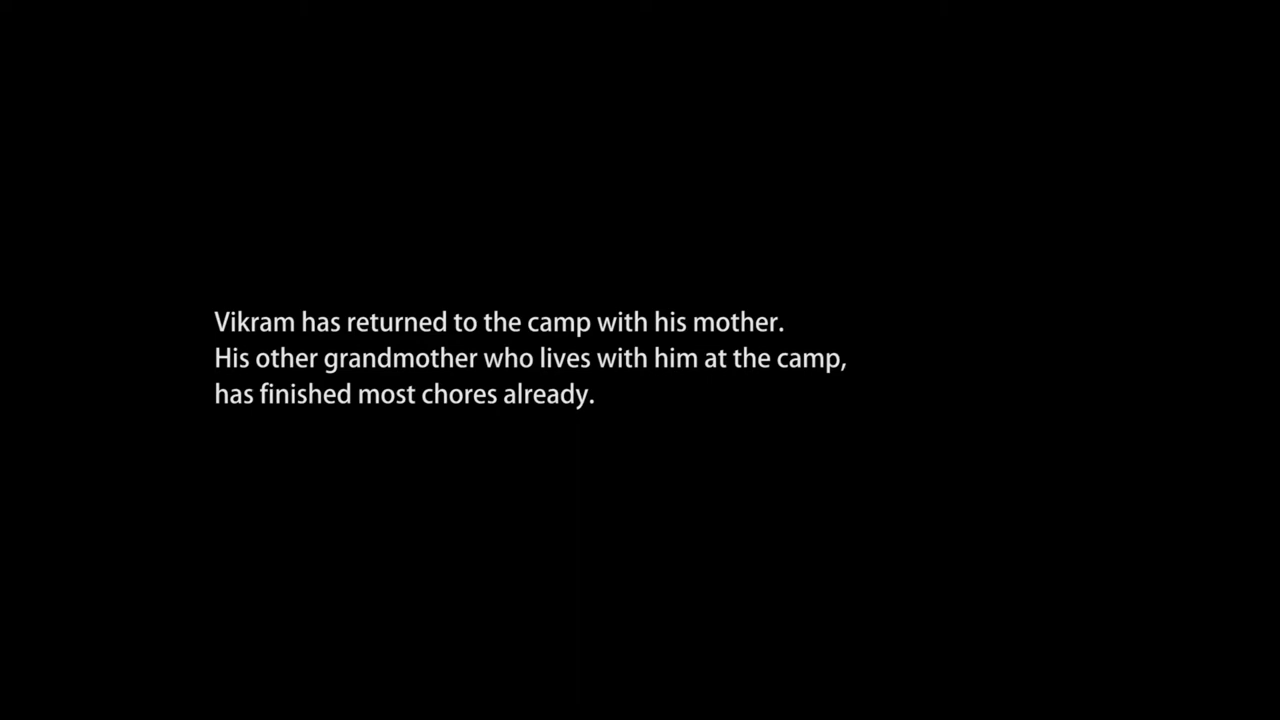 Vikram has returned to the camp with his mother.
His other grandmother who lives with him at the camp,
has finished most chores already.